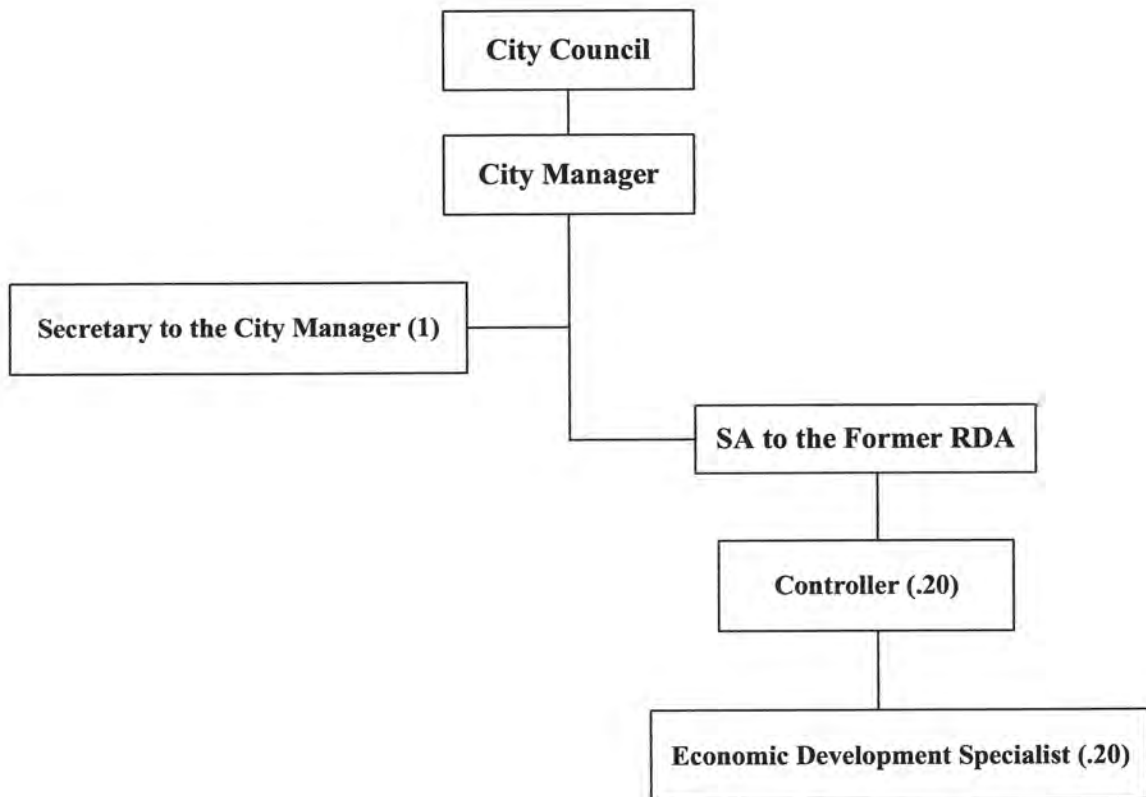 City Council
City Manager
Secretary to the City Manager (1)
SA to the Former RDA
Controller (.20)
Economic Development Specialist (.20)